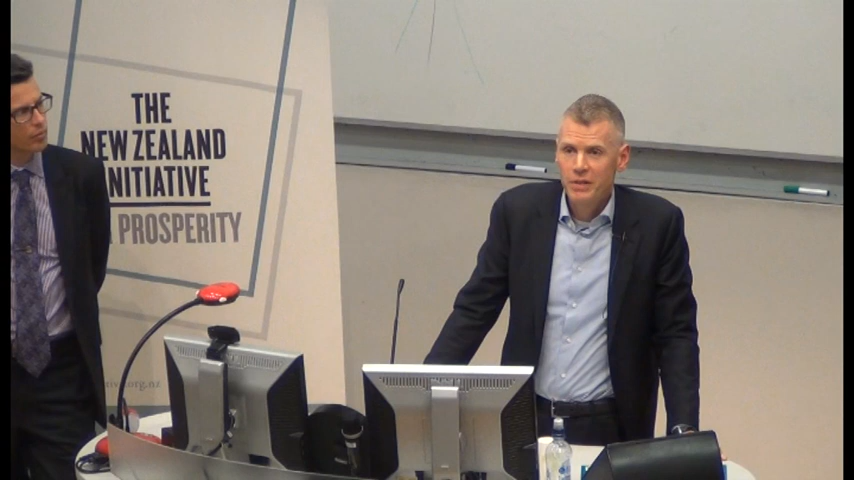 THE
NEW ZEALAND
INITIATIVE
PROSPERITY